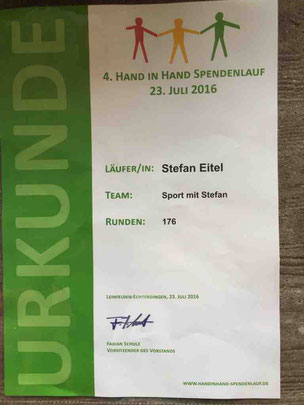 URKUNDE
4. HAND IN HAND SPENDENLAUF
23. JULI 2016
LÄUFER/IN: Stefan Eitel
TEAM: Sport mit Stefan
RUNDEN: 176
LEINFELDEN-ECHTERDINGEN, 23. JULI 2016
FABIAN SCHULZ
VORSITZENDER DES VORSTANDS
WWW.HANDINHAND-SPENDENLAUF.DE